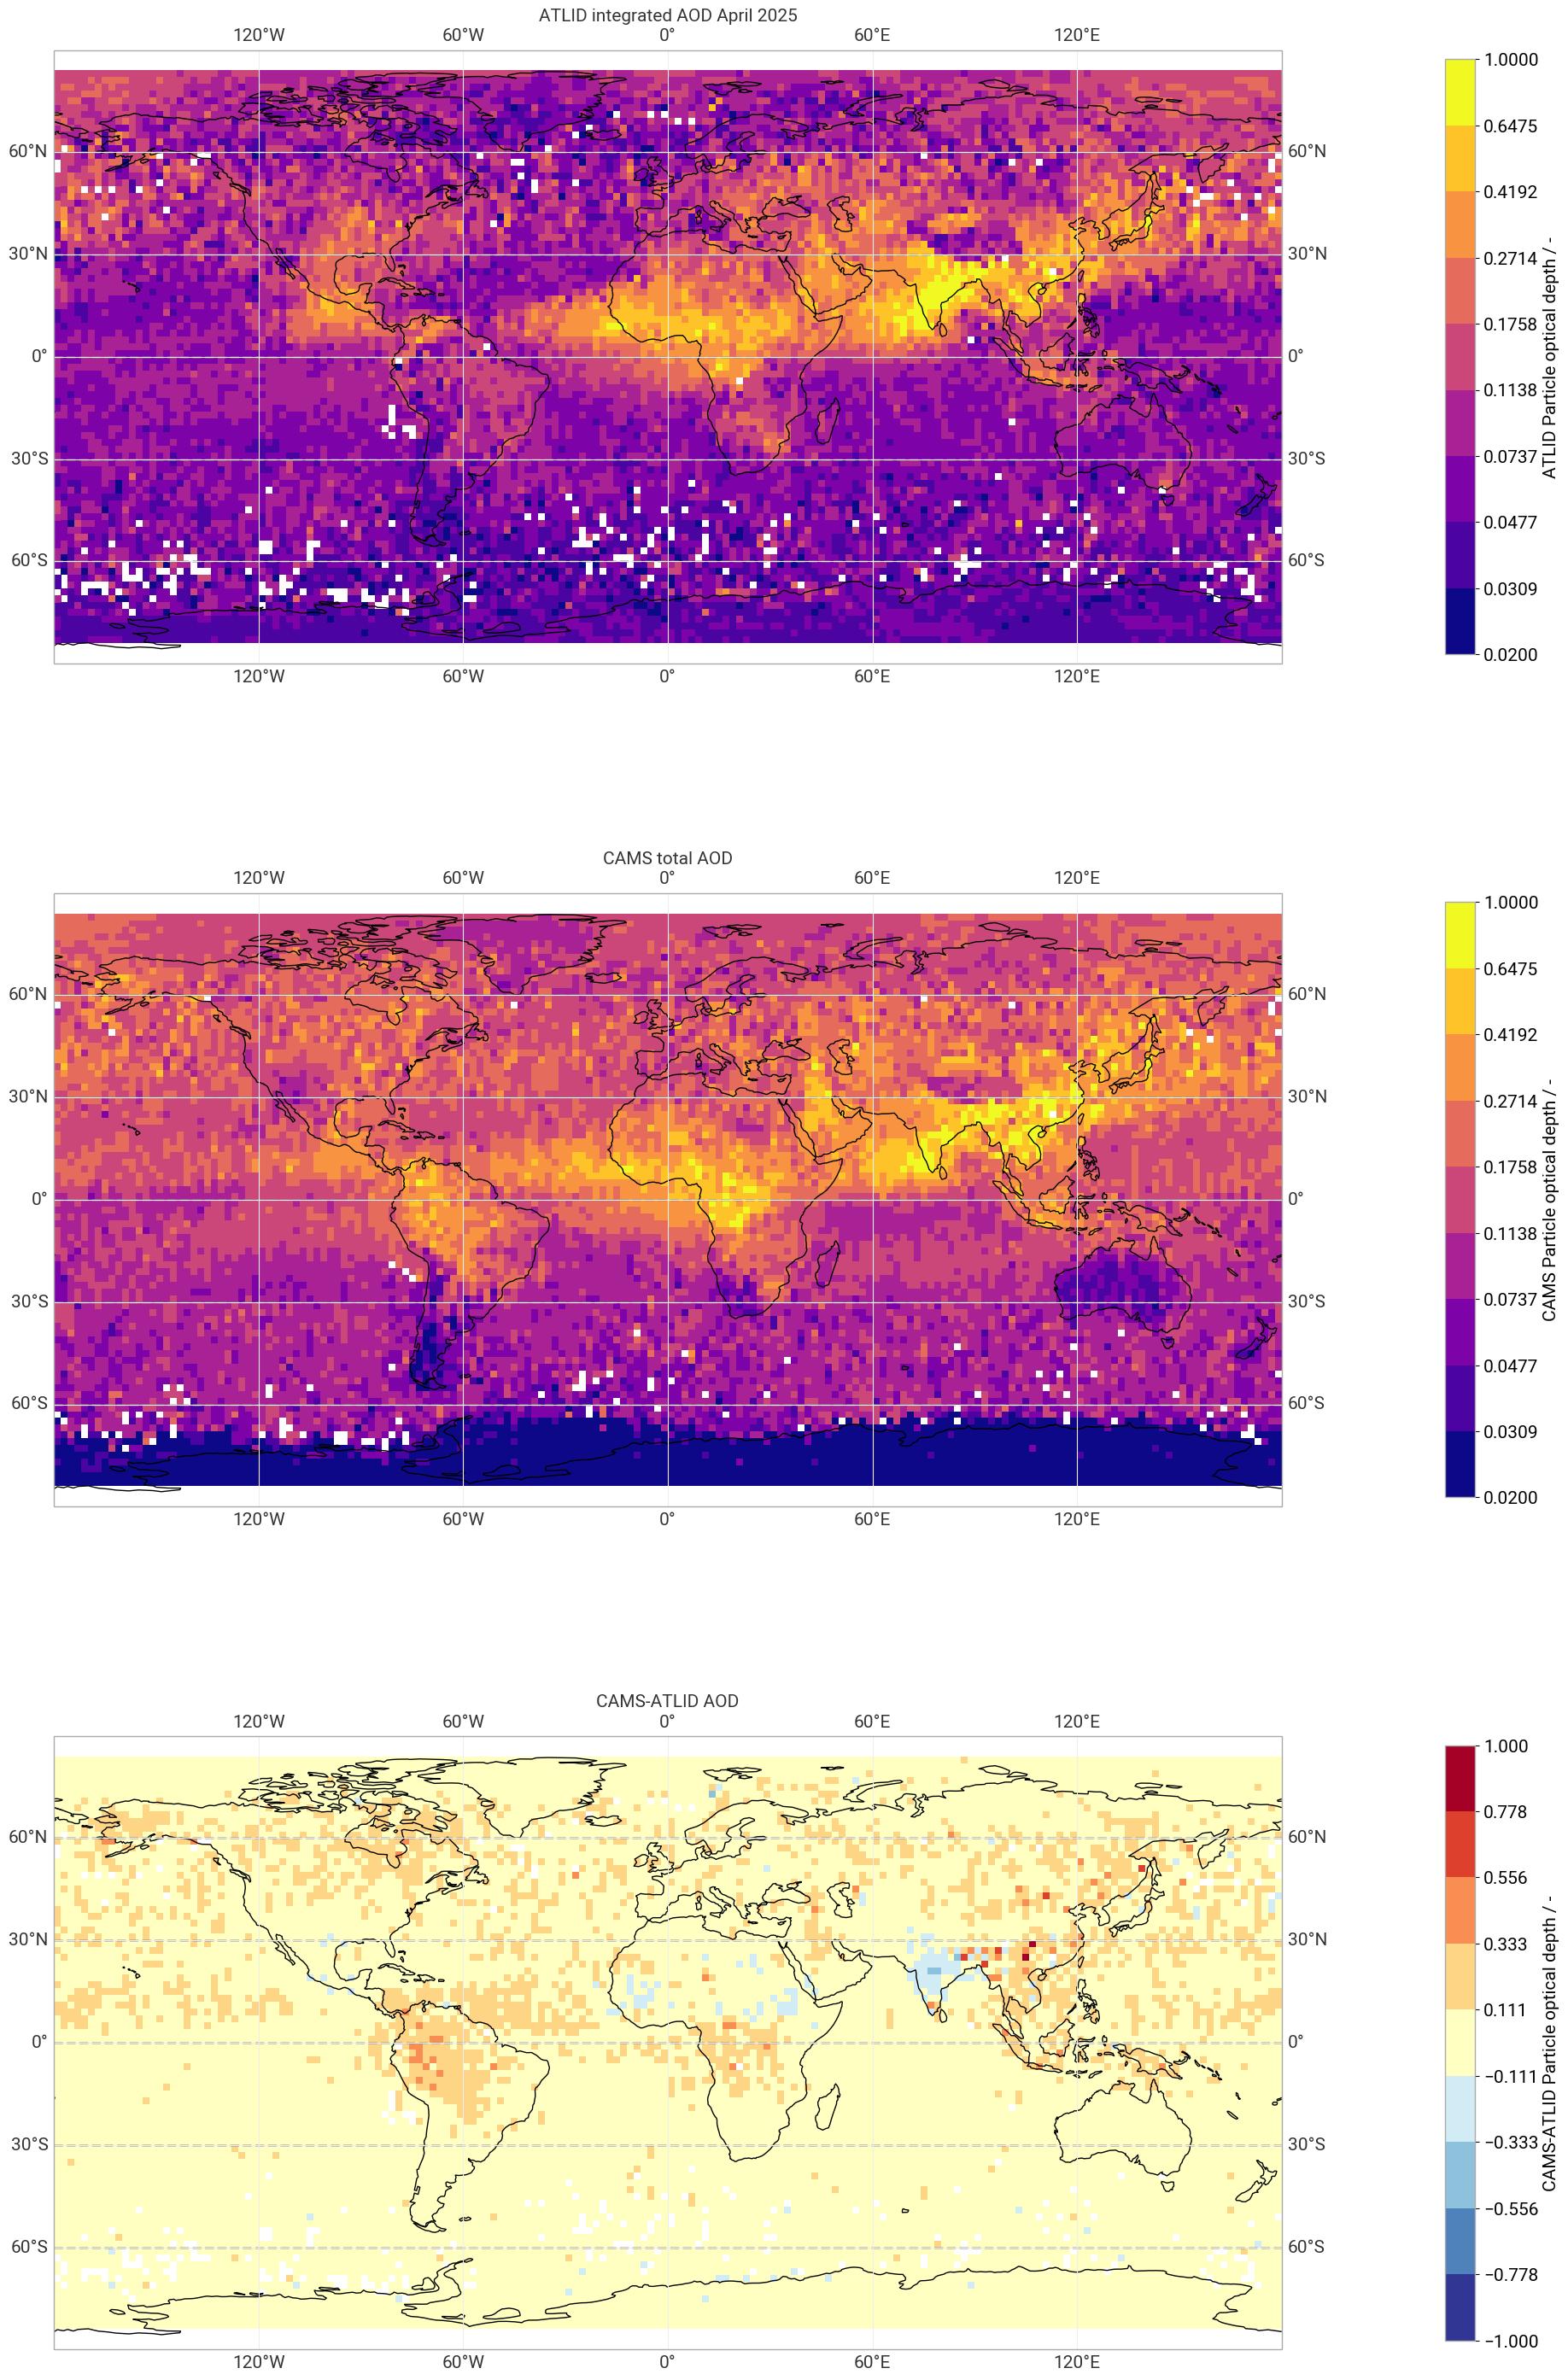 ATLID integrated AOD April 2025
120°W 60°W 0° 60°E 120°E
60°N 60°N
30°N 30°N
0° 0°
30°S 30°S
60°S 60°S
120°W 60°W 0° 60°E 120°E
1.0000
0.6475
0.4192
0.2714
0.1758
0.1138
0.0737
0.0477
0.0309
0.0200
ATLID Particle optical depth / -
CAMS total AOD
120°W 60°W 0° 60°E 120°E
60°N 60°N
30°N 30°N
0° 0°
30°S 30°S
60°S 60°S
120°W 60°W 0° 60°E 120°E
1.0000
0.6475
0.4192
0.2714
0.1758
0.1138
0.0737
0.0477
0.0309
0.0200
CAMS Particle optical depth / -
CAMS-ATLID AOD
120°W 60°W 0° 60°E 120°E
60°N 60°N
30°N 30°N
0° 0°
30°S 30°S
60°S 60°S
120°W 60°W 0° 60°E 120°E
1.000
0.778
0.556
0.333
0.111
−0.111
−0.333
−0.556
−0.778
−1.000
CAMS-ATLID Particle optical depth / -